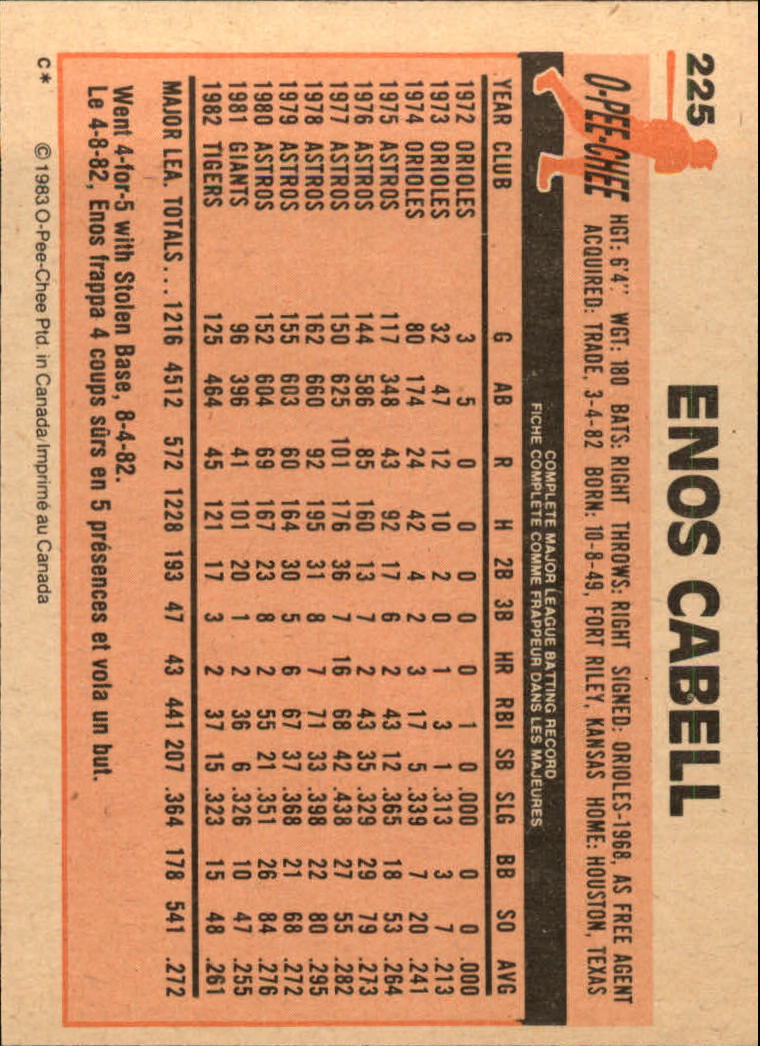 225
ENOS CABELL
O-PEE-CHEE
HGT: 6'4" WGT: 180 BATS: RIGHT THROWS: RIGHT SIGNED: ORIOLES-1968, AS FREE AGENT
ACQUIRED: TRADE, 3-4-82 BORN: 10-8-49, FORT RILEY, KANSAS HOME: HOUSTON, TEXAS
COMPLETE MAJOR LEAGUE BATTING RECORD
FICHE COMPLÈTE COMME FRAPPEUR DANS LES MAJEURES
YEAR CLUB G AB R H 2B 3B HR RBI SB SLG BB SO AVG
1972 ORIOLES 3 5 0 0 0 0 0 1 0 .000 0 0 .000
1973 ORIOLES 32 47 12 10 2 0 1 3 1 .313 3 7 .213
1974 ORIOLES 80 174 24 42 4 2 3 17 5 .339 7 20 .241
1975 ASTROS 117 348 43 92 17 6 2 43 12 .365 18 53 .264
1976 ASTROS 144 586 85 160 13 7 2 43 35 .329 29 79 .273
1977 ASTROS 150 625 101 176 36 7 16 68 42 .438 27 55 .282
1978 ASTROS 162 660 92 195 31 8 7 71 33 .398 22 80 .295
1979 ASTROS 155 603 60 164 30 5 6 67 37 .368 21 68 .272
1980 ASTROS 152 604 69 167 23 8 2 55 21 .351 26 84 .276
1981 GIANTS 96 396 41 101 20 1 2 36 6 .326 10 47 .255
1982 TIGERS 125 464 45 121 17 3 2 37 15 .323 15 48 .261
MAJOR LEA. TOTALS... 1216 4512 572 1228 193 47 43 441 207 .364 178 541 .272
Went 4-for-5 with Stolen Base, 8-4-82.
Le 4-8-82, Enos frappa 4 coups sûrs en 5 présences et vola un but.
C* © 1983 O-Pee-Chee Ptd. in Canada/Imprimé au Canada